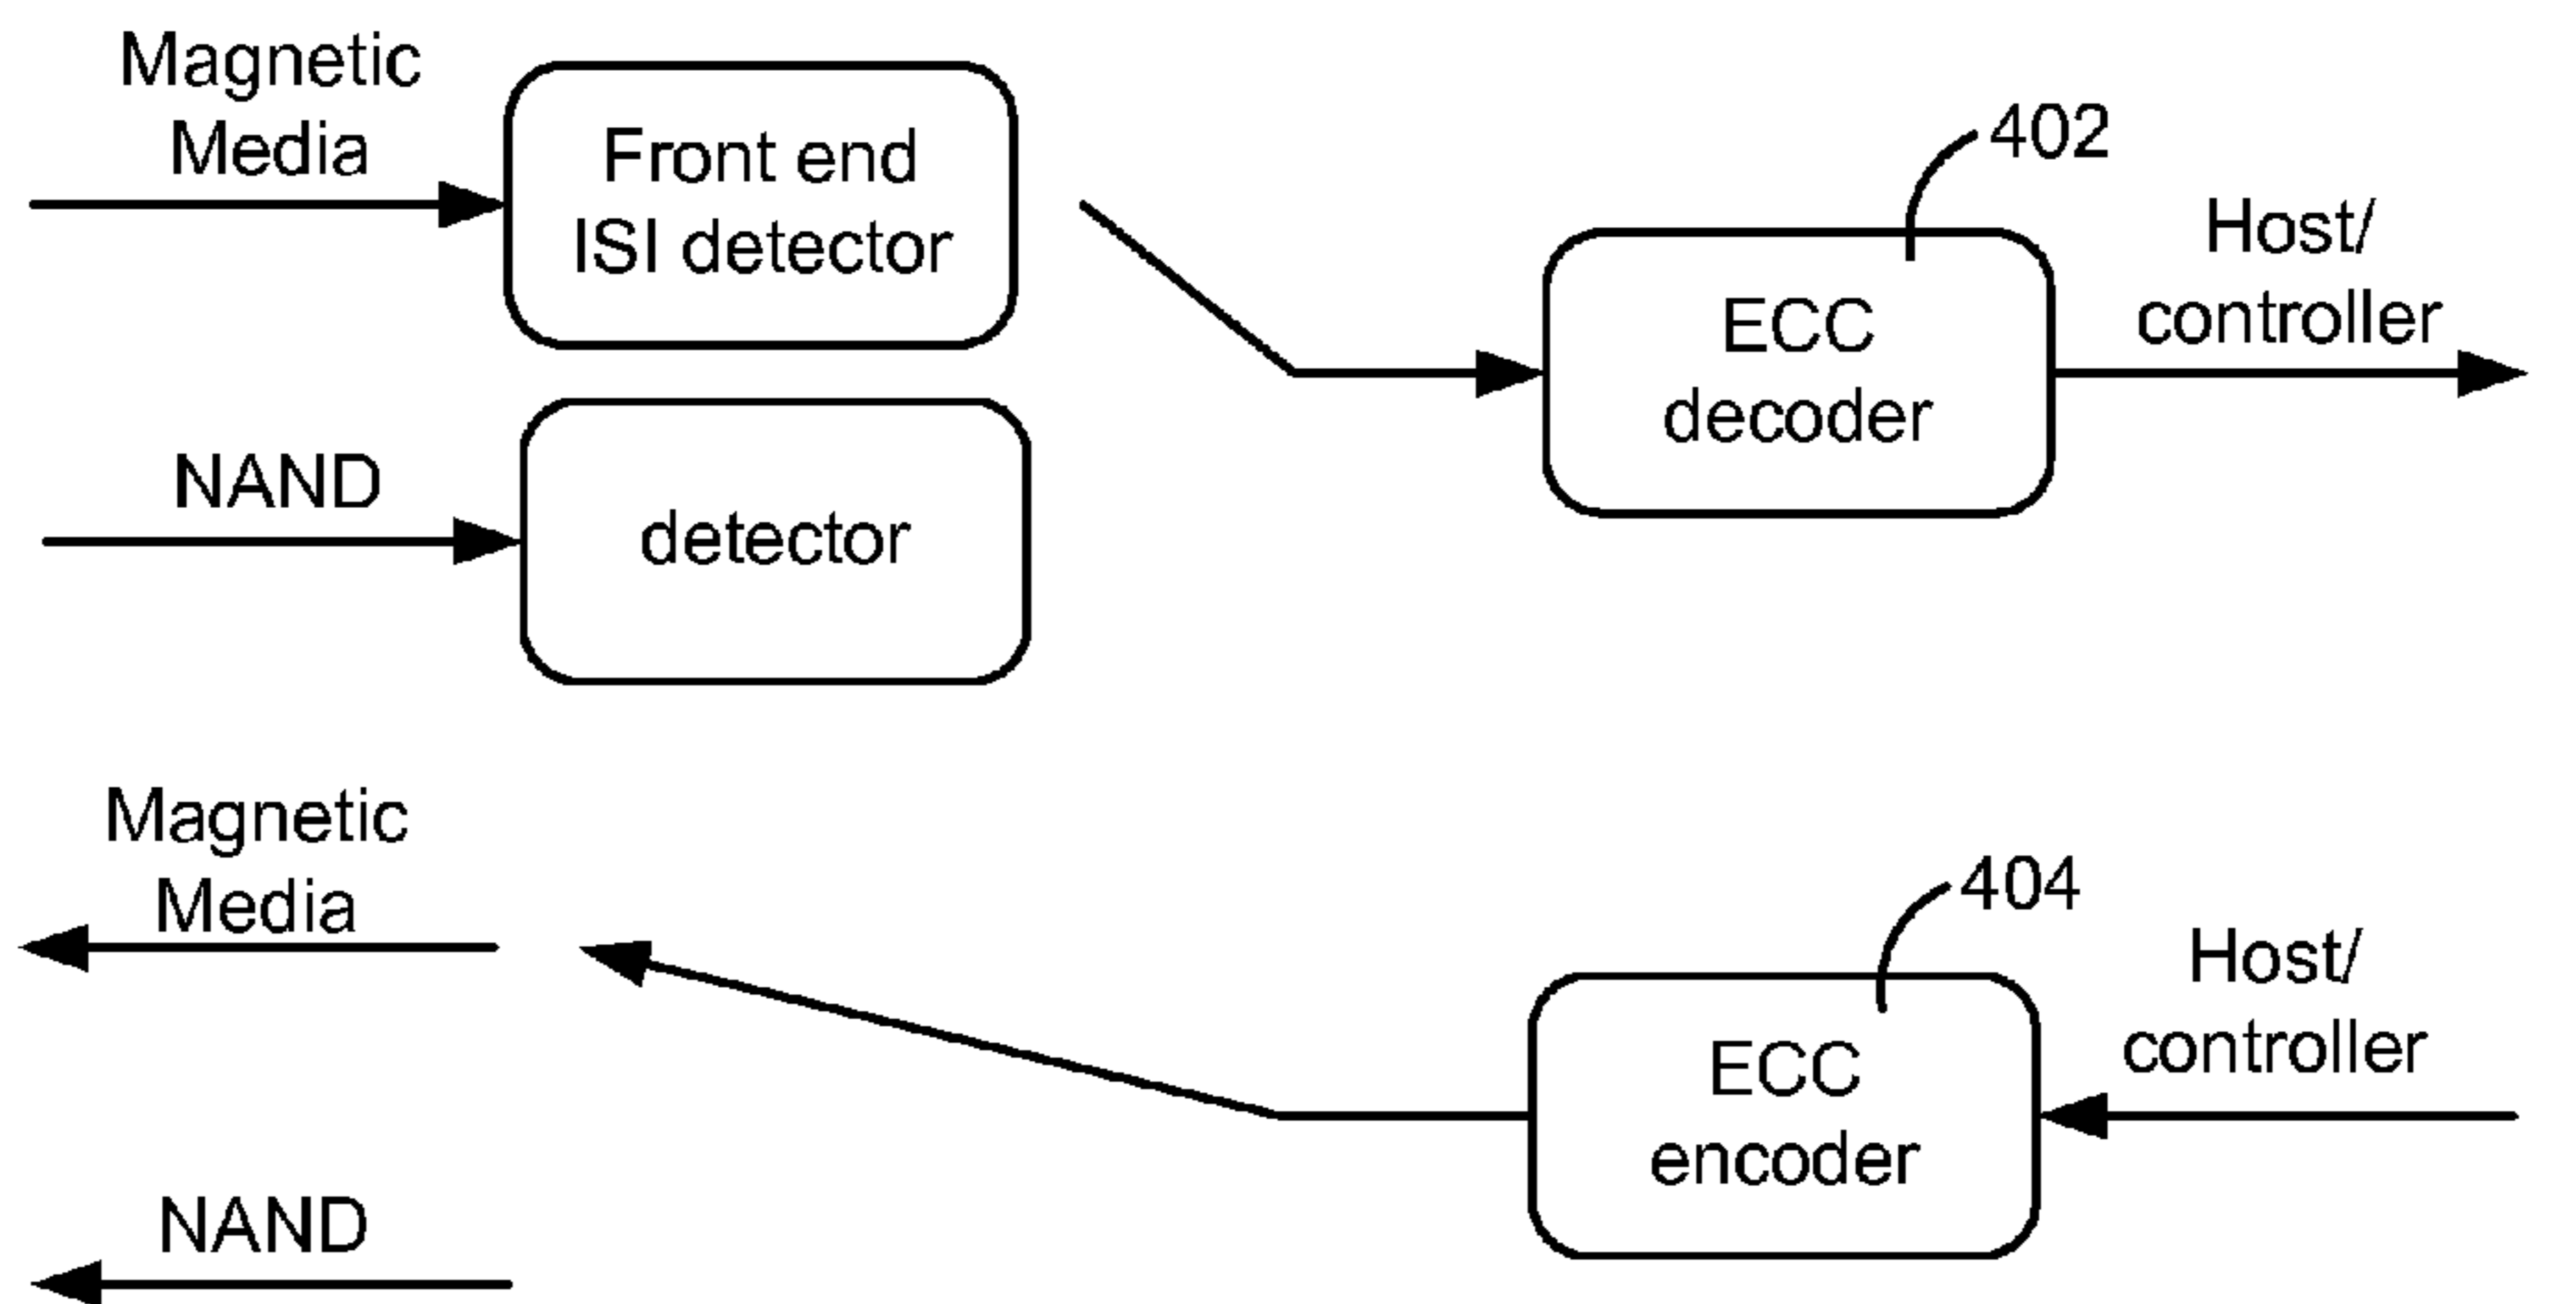 Magnetic
Media
Front end
ISI detector
402
Host/
controller
ECC
decoder
NAND
detector
Magnetic
Media
404
Host/
controller
ECC
encoder
NAND